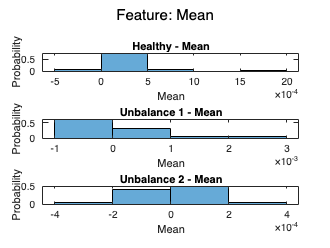 Feature: Mean
Healthy - Mean
Probability
0.5
0
-5 0 5 10 15 20
Mean
×10⁻⁴
Unbalance 1 - Mean
Probability
0.5
0
-1 0 1 2 3
Mean
×10⁻³
Unbalance 2 - Mean
Probability
0.5
0
-4 -2 0 2 4
Mean
×10⁻⁴